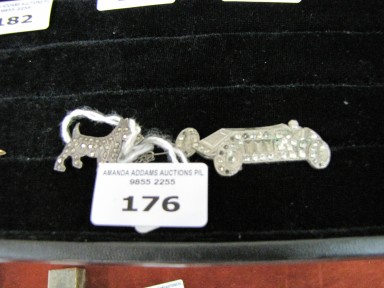 182
AMANDA ADDAMS AUCTIONS P/L
9855 2255
176